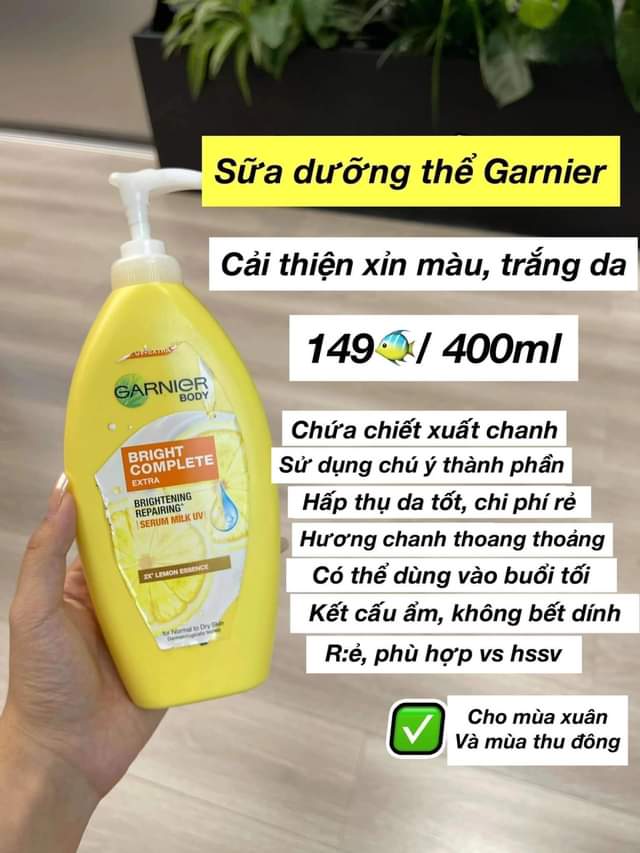 Sữa dưỡng thể Garnier
Cải thiện xỉn màu, trắng da
149🐠/ 400ml
GARNIER
BODY
BRIGHT
COMPLETE
EXTRA
BRIGHTENING
REPAIRING^
SERUM MILK UV
2X* LEMON ESSENCE
for Normal to Dry Skin
Dermatologically tested
Chứa chiết xuất chanh
Sử dụng chú ý thành phần
Hấp thụ da tốt, chi phí rẻ
Hương chanh thoang thoảng
Có thể dùng vào buổi tối
Kết cấu ẩm, không bết dính
R:ẻ, phù hợp vs hssv
✅ Cho mùa xuân
Và mùa thu đông